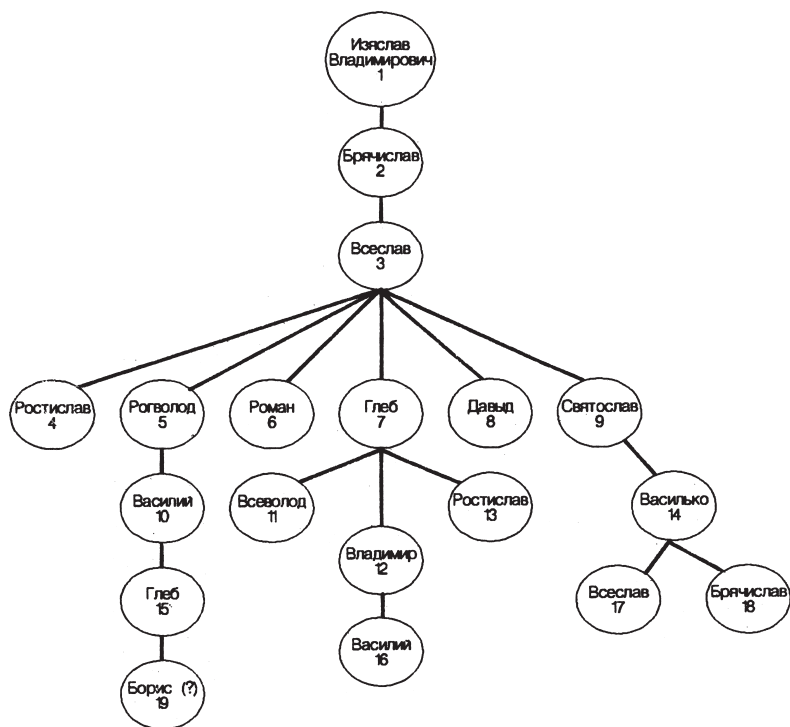 Изяслав
Владимирович
1
Брячислав
2
Всеслав
3
Ростислав
4
Рогволод
5
Роман
6
Глеб
7
Давыд
8
Святослав
9
Василий
10
Всеволод
11
Ростислав
13
Василько
14
Владимир
12
Глеб
15
Всеслав
17
Брячислав
18
Василий
16
Борис (?)
19